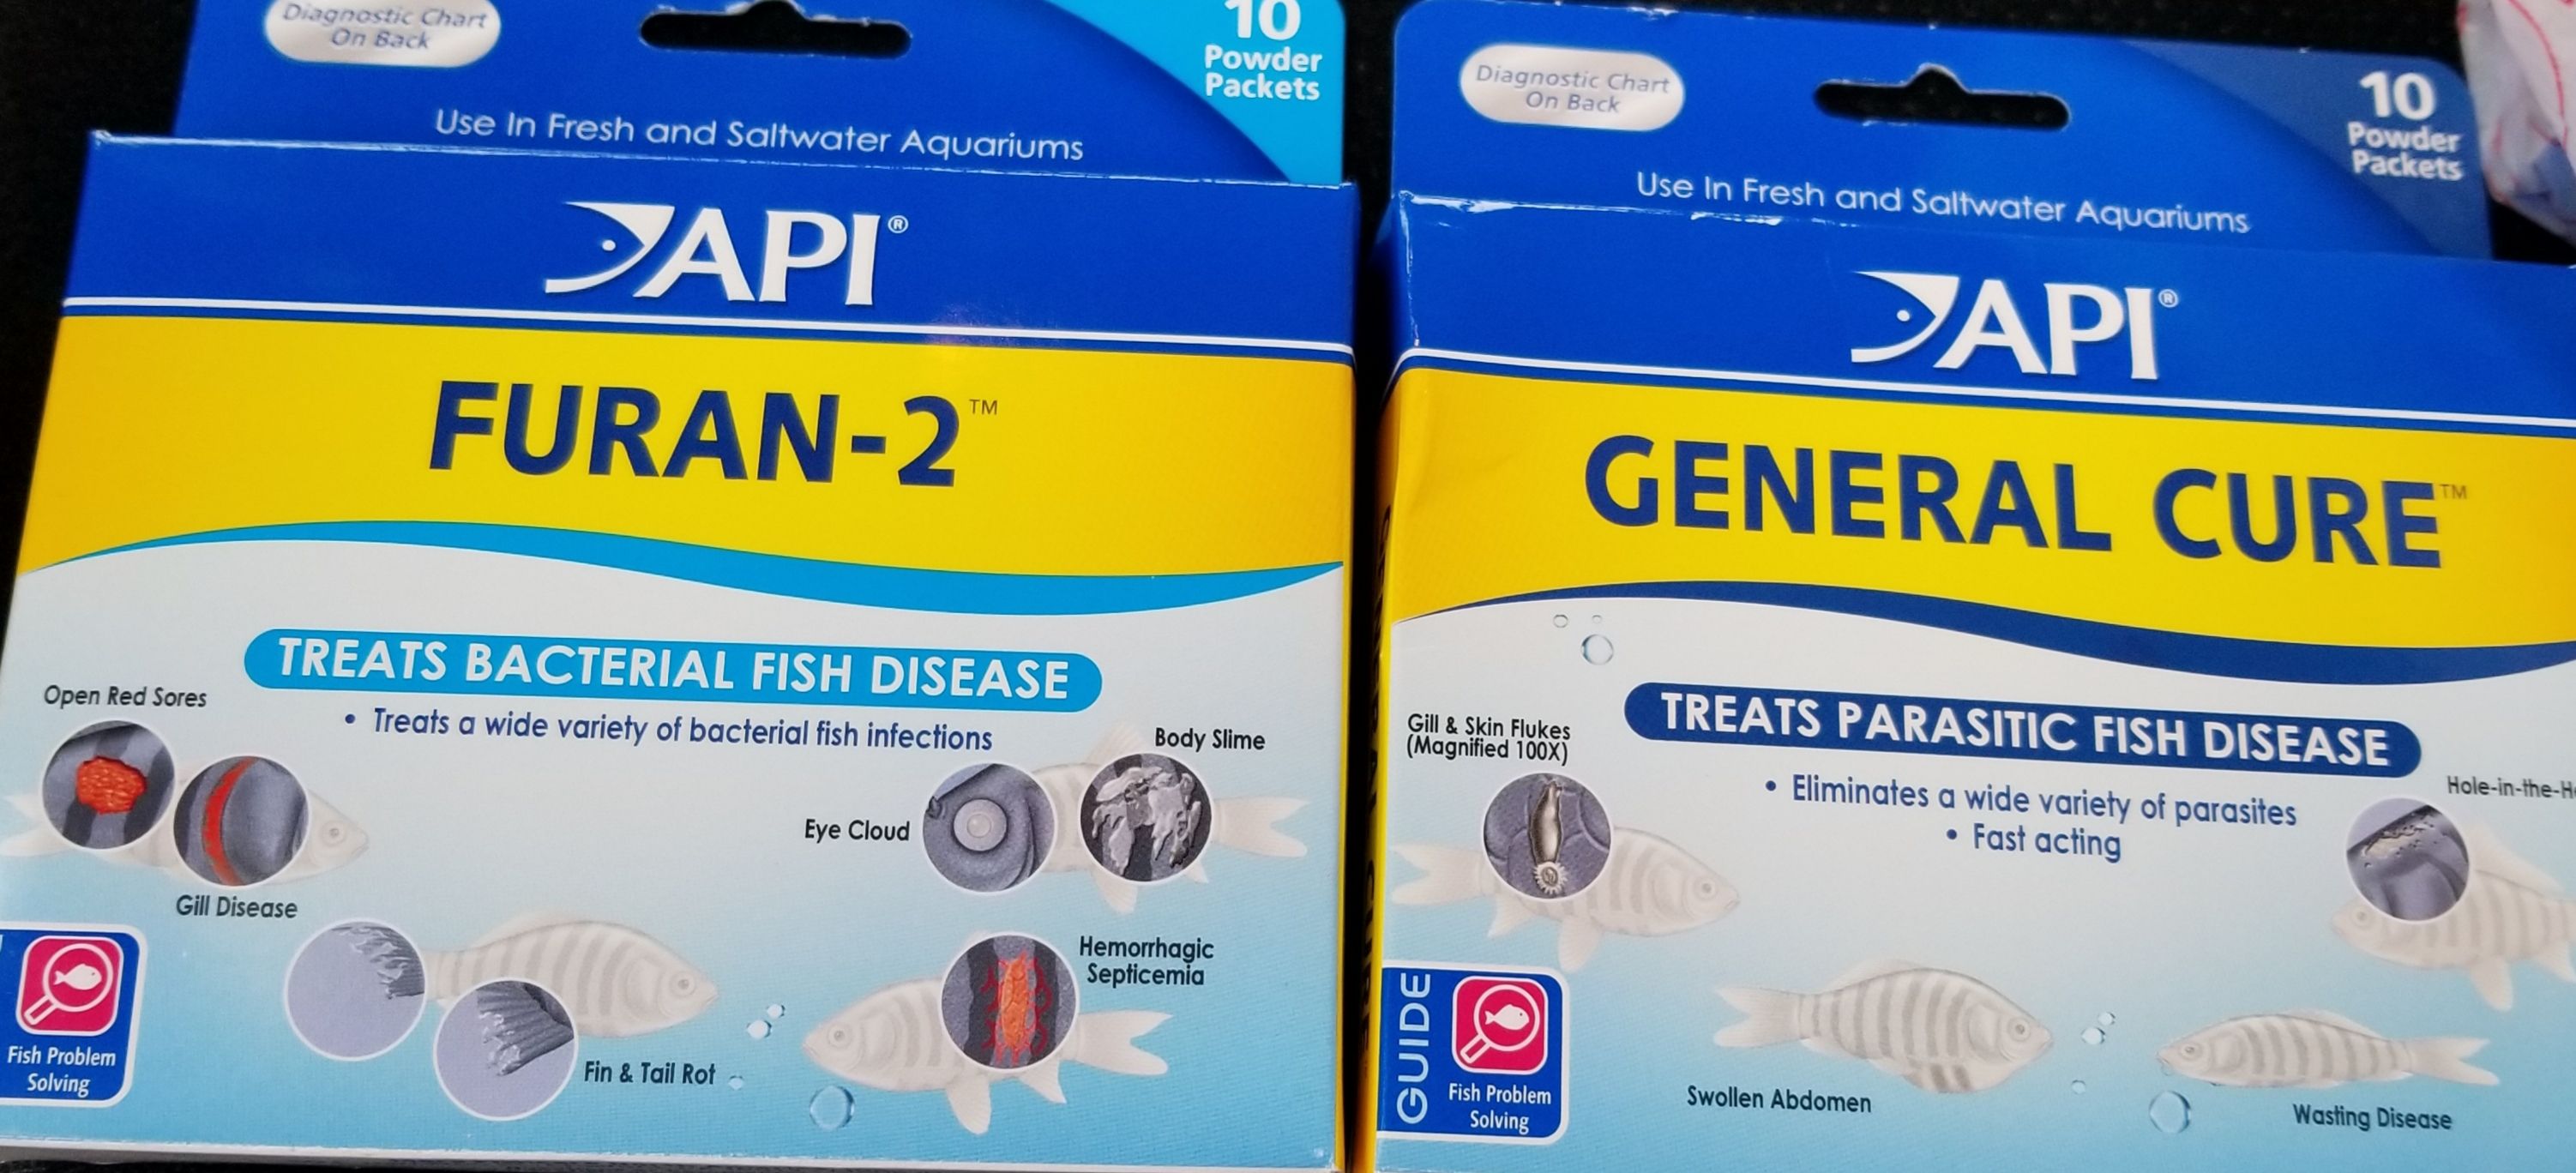 Diagnostic Chart
On Back
10
Powder
Packets
Use In Fresh and Saltwater Aquariums
API®
FURAN-2™
TREATS BACTERIAL FISH DISEASE
• Treats a wide variety of bacterial fish infections
Open Red Sores
Gill Disease
Eye Cloud
Body Slime
Fin & Tail Rot
Hemorrhagic
Septicemia
Fish Problem
Solving
Diagnostic Chart
On Back
10
Powder
Packets
Use In Fresh and Saltwater Aquariums
API®
GENERAL CURE™
TREATS PARASITIC FISH DISEASE
• Eliminates a wide variety of parasites
• Fast acting
Gill & Skin Flukes
(Magnified 100X)
Hole-in-the-H
Swollen Abdomen
Wasting Disease
GUIDE
Fish Problem
Solving